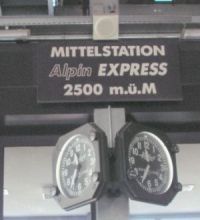 MITTELSTATION
Alpin EXPRESS
2500 m.ü.M